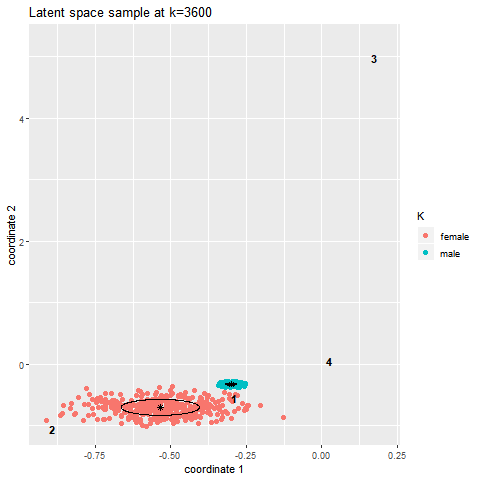 Latent space sample at k=3600
3
4
K
coordinate 2
female
2
male
4
0
1
2
-0.75
-0.50
-0.25
0.00
0.25
coordinate 1